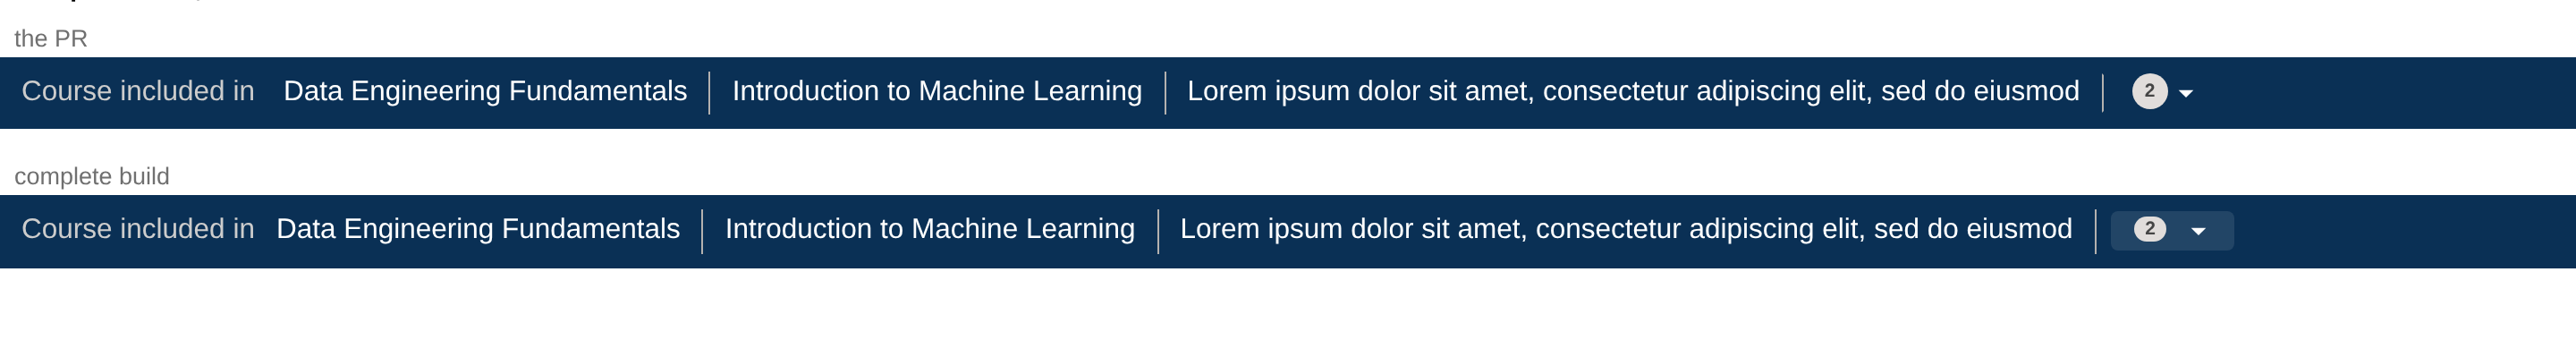 the PR
Course included in Data Engineering Fundamentals Introduction to Machine Learning Lorem ipsum dolor sit amet, consectetur adipiscing elit, sed do eiusmod 2
complete build
Course included in Data Engineering Fundamentals Introduction to Machine Learning Lorem ipsum dolor sit amet, consectetur adipiscing elit, sed do eiusmod 2